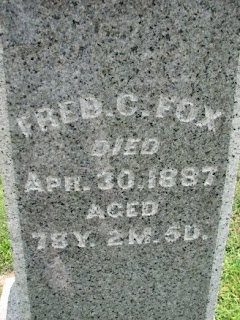 FRED. C. FOX
DIED
APR. 30, 1887
AGED
78Y. 2M. 5D.